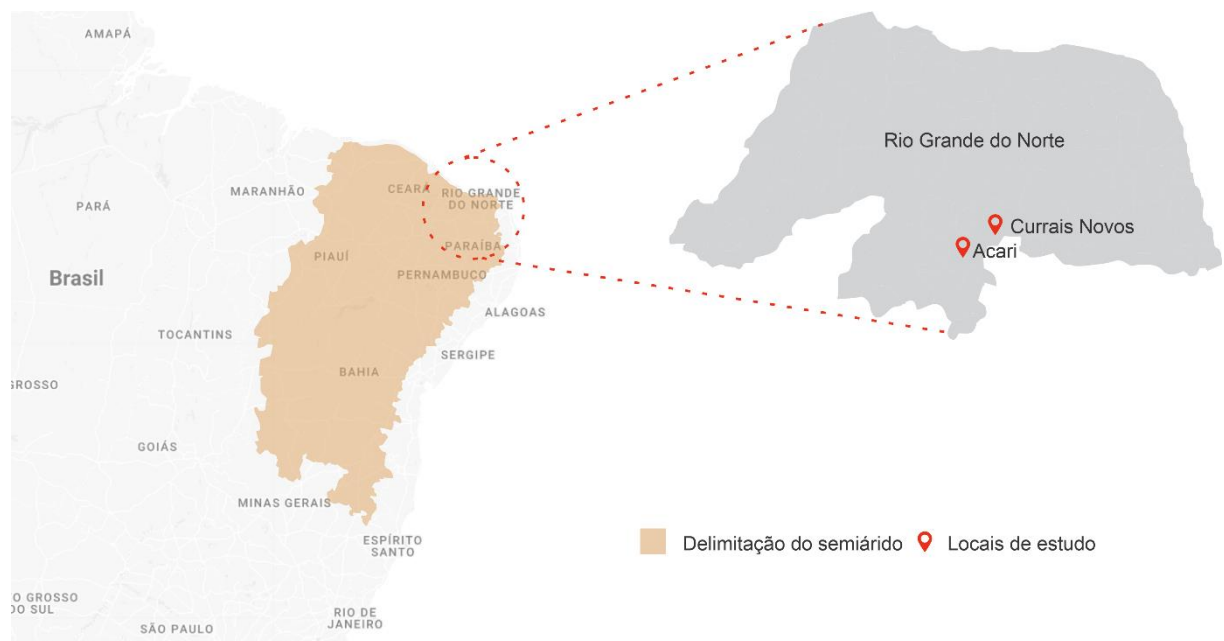 AMAPÁ
MARANHÃO
CEARÁ
RIO GRANDE
DO NORTE
PARÁ
PARAÍBA
PIAUÍ
PERNAMBUCO
Brasil
ALAGOAS
TOCANTINS
SERGIPE
BAHIA
GROSSO
GOIÁS
MINAS GERAIS
ESPÍRITO
SANTO
O GROSSO
DO SUL
RIO DE
JANEIRO
SÃO PAULO
Rio Grande do Norte
Currais Novos
Acari
Delimitação do semiárido
Locais de estudo